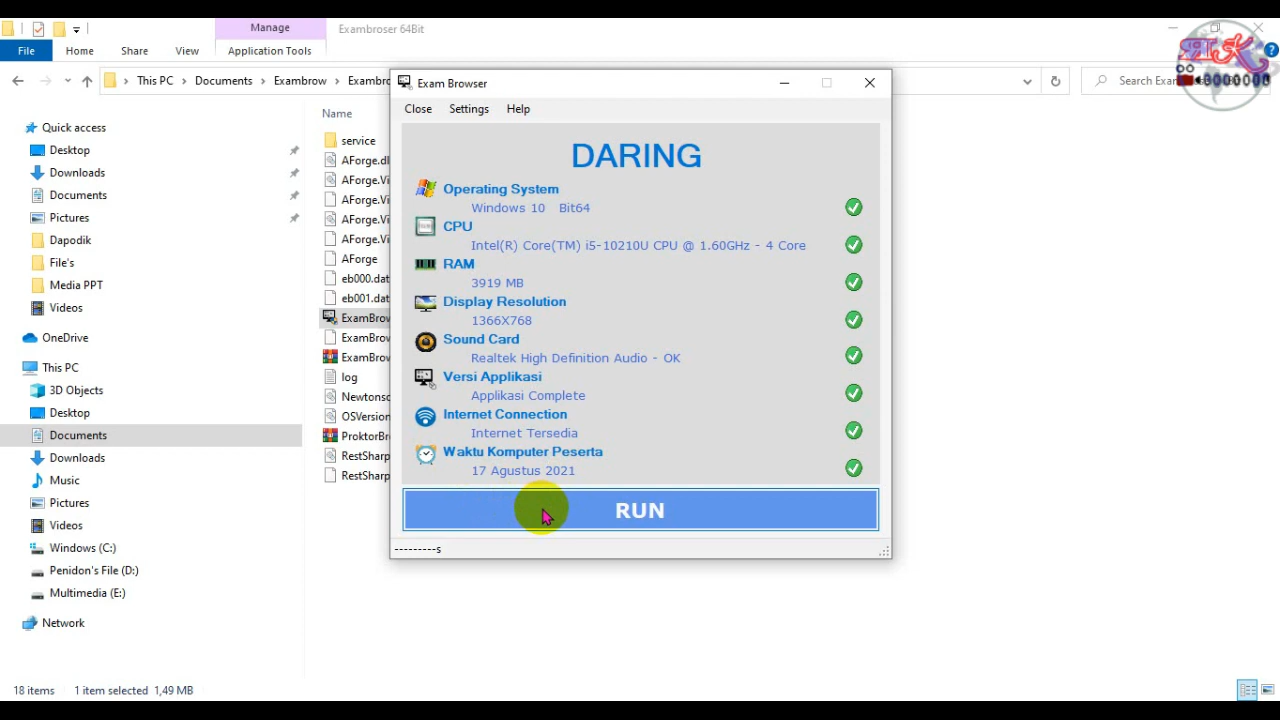 Manage
Exambroser 64Bit
File
Home
Share
View
Application Tools
This PC
Documents
Exambrow
Exambro
Search Exam
Name
Quick access
Desktop
Downloads
Documents
Pictures
Dapodik
File's
Media PPT
Videos
OneDrive
This PC
3D Objects
Desktop
Documents
Downloads
Music
Pictures
Videos
Windows (C:)
Penidon's File (D:)
Multimedia (E:)
Network
service
AForge.dl
AForge.Vi
AForge.Vi
AForge.Vi
AForge.Vi
AForge
eb000.dat
eb001.dat
ExamBrow
ExamBrow
ExamBrow
log
Newtonso
OSVersion
ProktorBr
RestSharp
RestSharp
Exam Browser
Close
Settings
Help
DARING
Operating System
Windows 10 Bit64
CPU
Intel(R) Core(TM) i5-10210U CPU @ 1.60GHz - 4 Core
RAM
3919 MB
Display Resolution
1366X768
Sound Card
Realtek High Definition Audio - OK
Versi Applikasi
Applikasi Complete
Internet Connection
Internet Tersedia
Waktu Komputer Peserta
17 Agustus 2021
RUN
---------s
18 items
1 item selected 1,49 MB